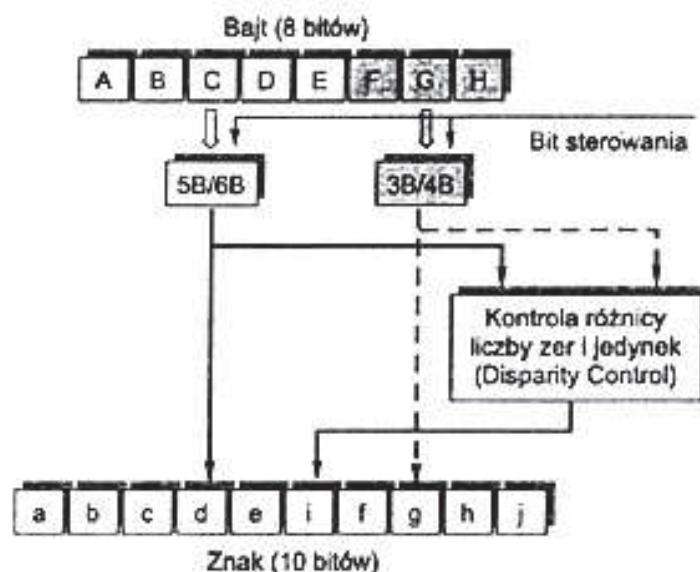 Bajt (8 bitów)
A B C D E F G H
Bit sterowania
5B/6B 3B/4B
Kontrola różnicy
liczby zer i jedynek
(Disparity Control)
a b c d e i f g h j
Znak (10 bitów)